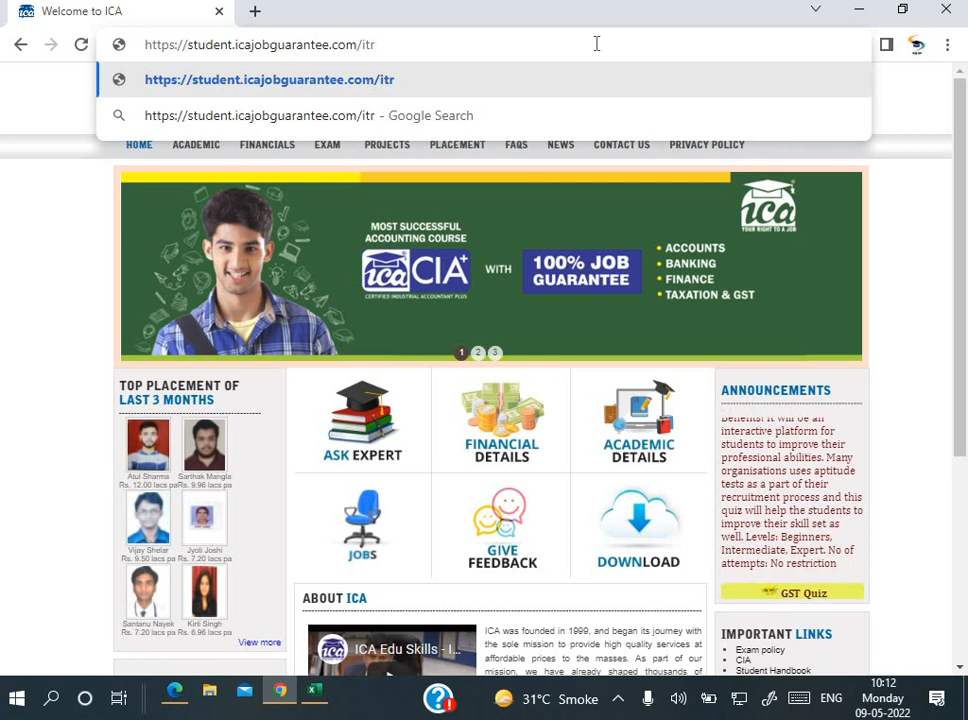 Welcome to ICA
https://student.icajobguarantee.com/itr
https://student.icajobguarantee.com/itr
https://student.icajobguarantee.com/itr - Google Search
HOME ACADEMIC FINANCIALS EXAM PROJECTS PLACEMENT FAQS NEWS CONTACT US PRIVACY POLICY
MOST SUCCESSFUL
ACCOUNTING COURSE
ica CIA+
CERTIFIED INDUSTRIAL ACCOUNTANT PLUS
WITH
100% JOB
GUARANTEE
• ACCOUNTS
• BANKING
• FINANCE
• TAXATION & GST
ica
YOUR RIGHT TO A JOB
1 2 3
TOP PLACEMENT OF
LAST 3 MONTHS
Atul Sharma
Rs. 12.00 lacs pa
Sarthak Mangla
Rs. 9.96 lacs pa
Vijay Shelar
Rs. 9.50 lacs pa
Jyoti Joshi
Rs. 7.20 lacs pa
Santanu Nayek
Rs. 7.20 lacs pa
Kirti Singh
Rs. 6.96 lacs pa
View more
ASK EXPERT
FINANCIAL
DETAILS
ACADEMIC
DETAILS
JOBS
GIVE
FEEDBACK
DOWNLOAD
ABOUT ICA
ica
ICA Edu Skills - I...
ICA was founded in 1999, and began its journey with
the sole mission to provide high quality services at
affordable prices to the masses. As part of our
mission, we have already shaped thousands of
ANNOUNCEMENTS
Benefits: It will be an
interactive platform for
students to improve their
professional abilities. Many
organisations uses aptitude
tests as a part of their
recruitment process and this
quiz will help the students to
improve their skill set as
well. Levels: Beginners,
Intermediate, Expert. No of
attempts: No restriction
GST Quiz
IMPORTANT LINKS
Exam policy
CIA
Student Handbook
31°C Smoke
ENG
10:12
Monday
09-05-2022